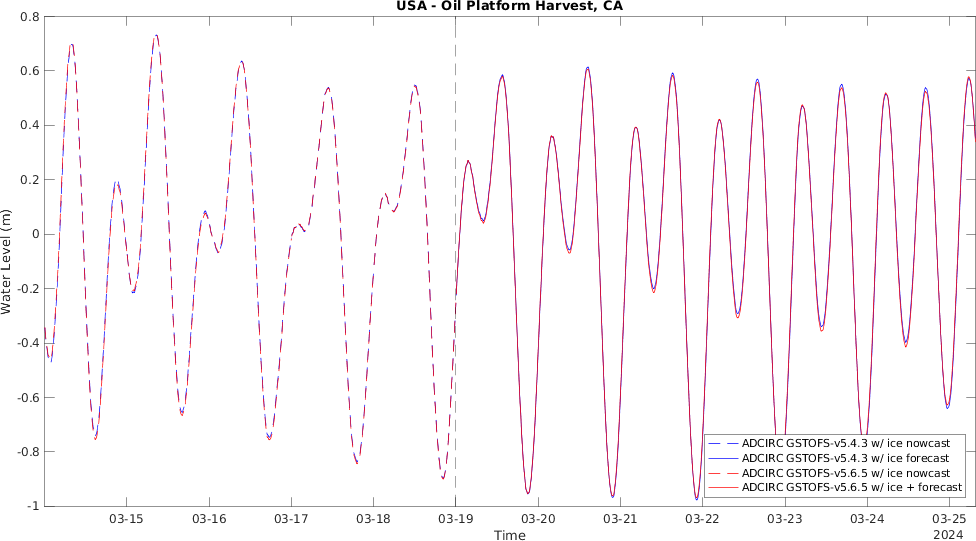 USA - Oil Platform Harvest, CA
0.8
0.6
0.4
0.2
0
-0.2
-0.4
-0.6
-0.8
-1
Water Level (m)
ADCIRC GSTOFS-v5.4.3 w/ ice nowcast
ADCIRC GSTOFS-v5.4.3 w/ ice forecast
ADCIRC GSTOFS-v5.6.5 w/ ice nowcast
ADCIRC GSTOFS-v5.6.5 w/ ice + forecast
03-15 03-16 03-17 03-18 03-19 03-20 03-21 03-22 03-23 03-24 03-25
Time 2024